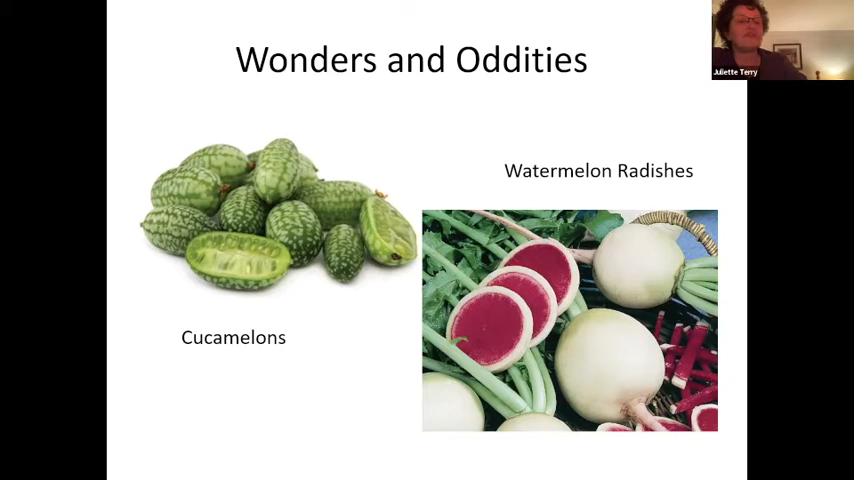 Wonders and Oddities
Juliette Terry
Watermelon Radishes
Cucamelons